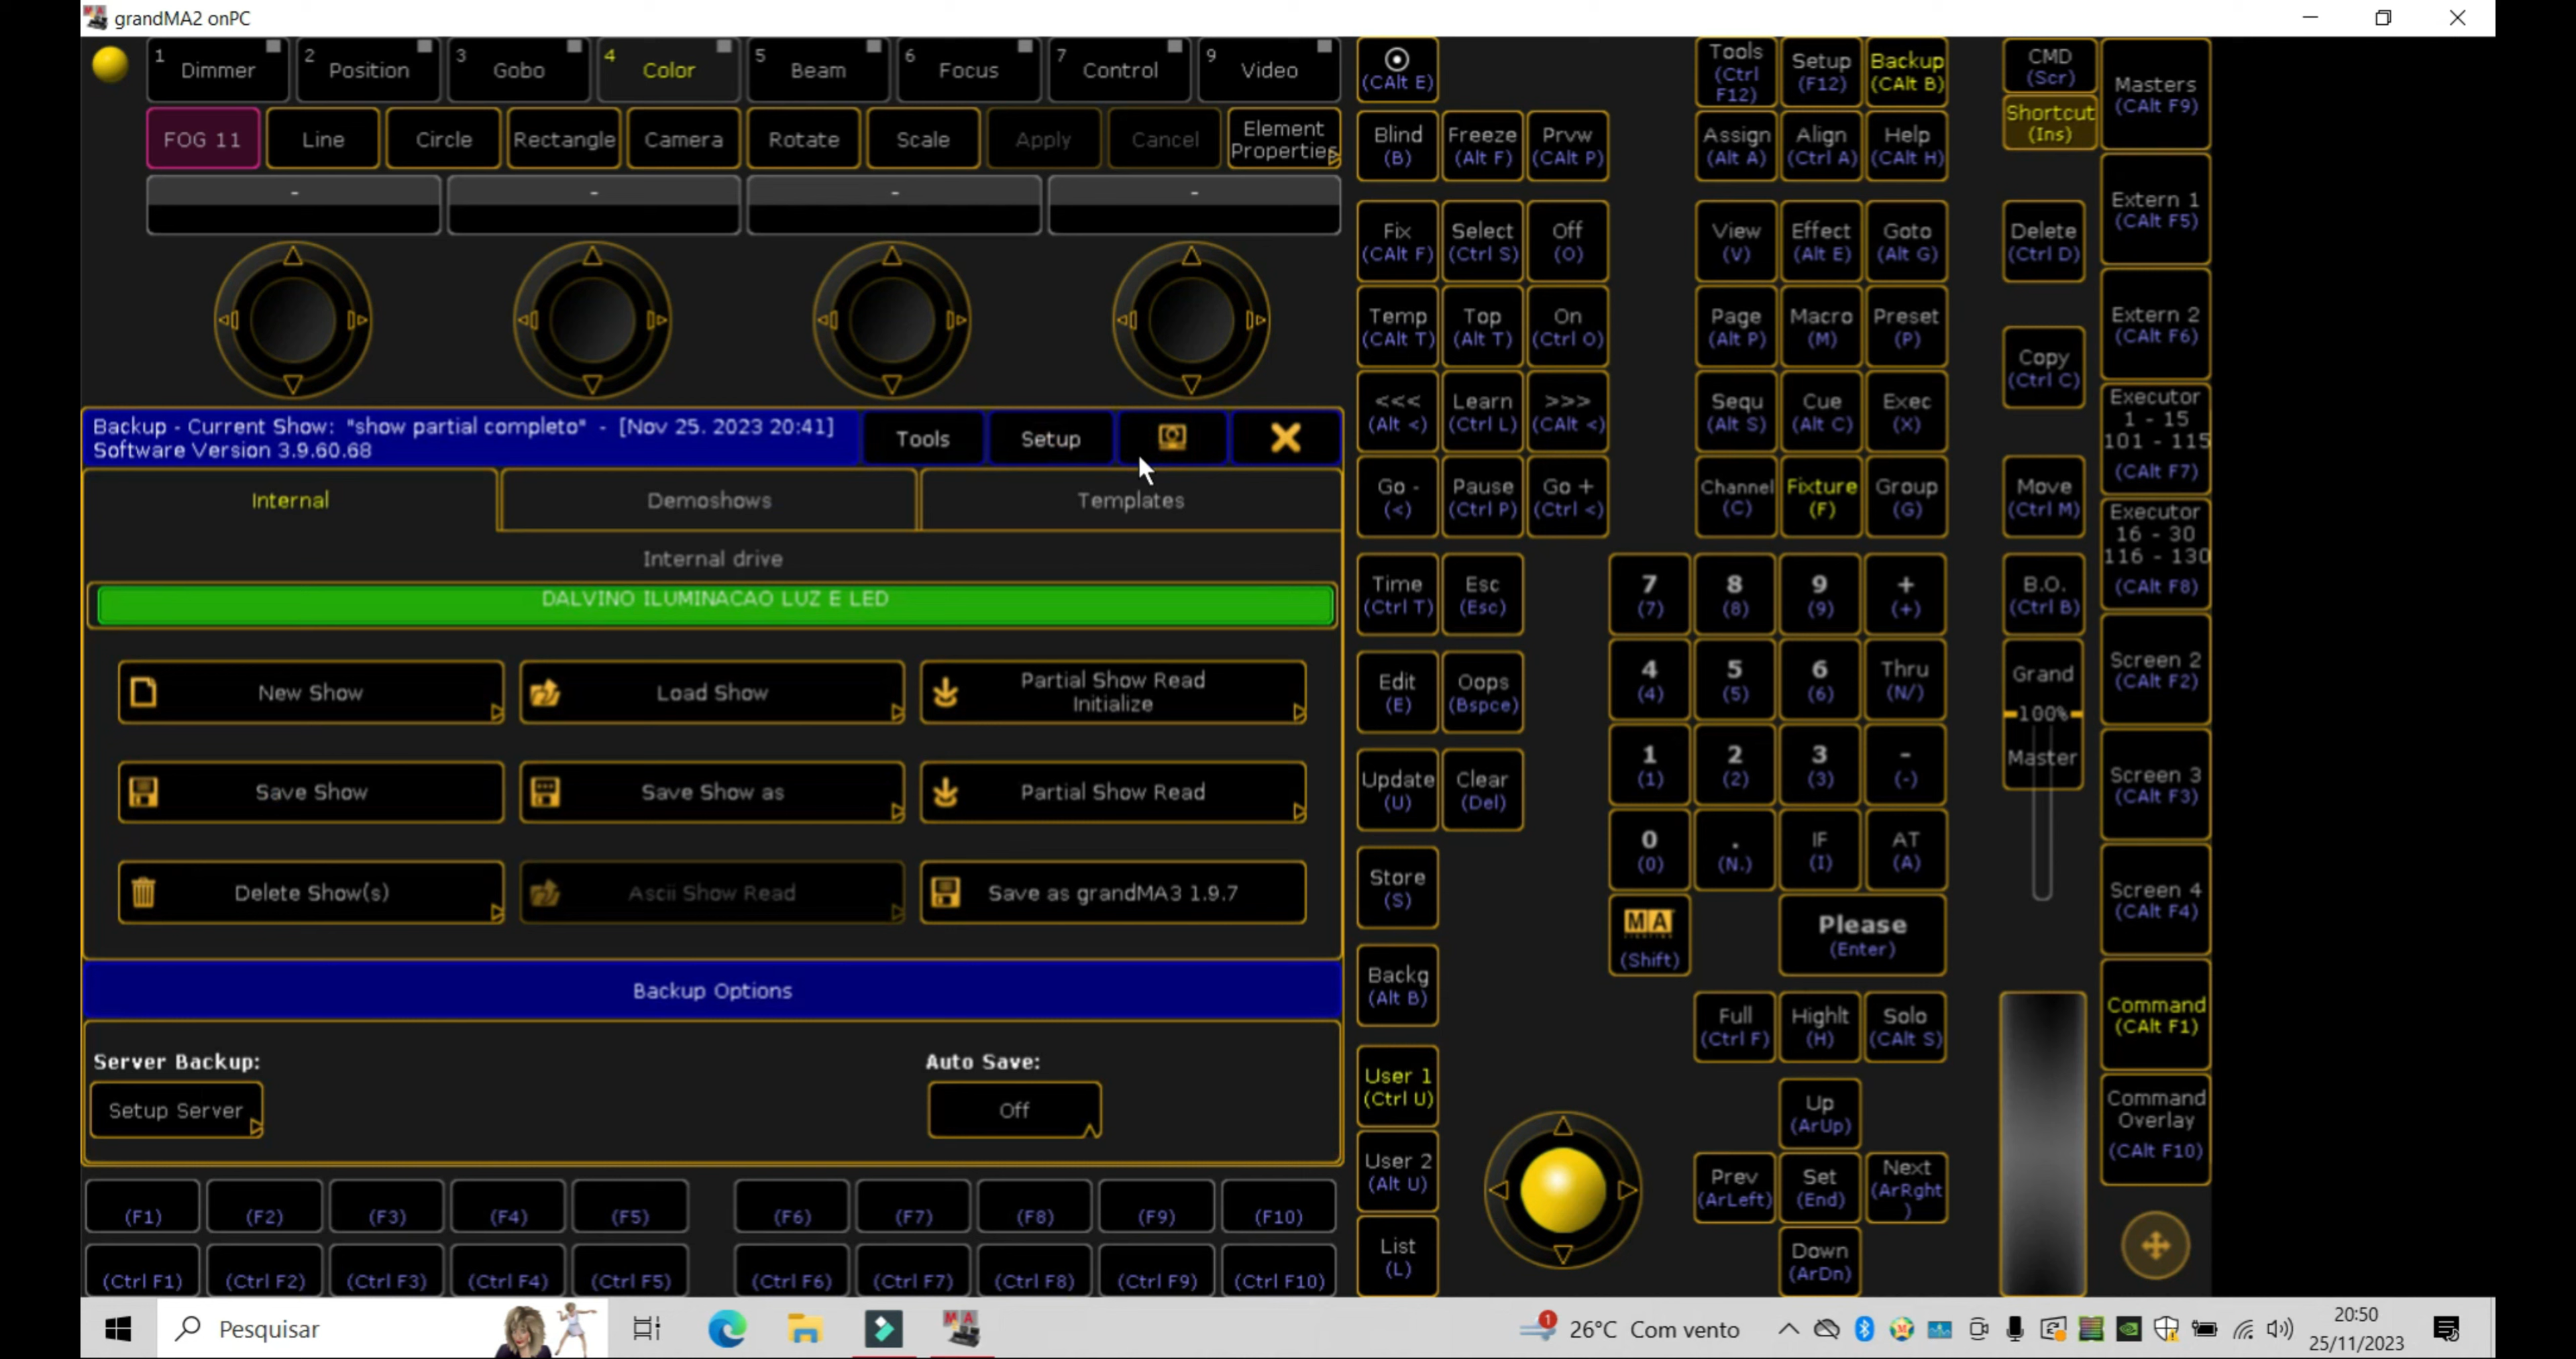 grandMA2 onPC
1 Dimmer
2 Position
3 Gobo
4 Color
5 Beam
6 Focus
7 Control
9 Video
FOG 11
Line
Circle
Rectangle
Camera
Rotate
Scale
Apply
Cancel
Element
Properties
-
-
-
-
Backup - Current Show: "show partial completo" - [Nov 25. 2023 20:41]
Software Version 3.9.60.68
Tools
Setup
Internal
Demoshows
Templates
Internal drive
DALVINO ILUMINACAO LUZ E LED
New Show
Load Show
Partial Show Read
Initialize
Save Show
Save Show as
Partial Show Read
Delete Show(s)
Ascii Show Read
Save as grandMA3 1.9.7
Backup Options
Server Backup:
Setup Server
Auto Save:
Off
(F1)
(F2)
(F3)
(F4)
(F5)
(F6)
(F7)
(F8)
(F9)
(F10)
(Ctrl F1)
(Ctrl F2)
(Ctrl F3)
(Ctrl F4)
(Ctrl F5)
(Ctrl F6)
(Ctrl F7)
(Ctrl F8)
(Ctrl F9)
(Ctrl F10)
(CAlt E)
Blind
(B)
Freeze
(Alt F)
Prvw
(CAlt P)
Fix
(CAlt F)
Select
(Ctrl S)
Off
(O)
Temp
(CAlt T)
Top
(Alt T)
On
(Ctrl O)
<<<
(Alt <)
Learn
(Ctrl L)
>>>
(CAlt <)
Go -
(<)
Pause
(Ctrl P)
Go +
(Ctrl <)
Time
(Ctrl T)
Esc
(Esc)
Edit
(E)
Oops
(Bspce)
Update
(U)
Clear
(Del)
Store
(S)
Backg
(Alt B)
User 1
(Ctrl U)
User 2
(Alt U)
List
(L)
Tools
(Ctrl
F12)
Setup
(F12)
Backup
(CAlt B)
Assign
(Alt A)
Align
(Ctrl A)
Help
(CAlt H)
View
(V)
Effect
(Alt E)
Goto
(Alt G)
Page
(Alt P)
Macro
(M)
Preset
(P)
Sequ
(Alt S)
Cue
(Alt C)
Exec
(X)
Channel
(C)
Fixture
(F)
Group
(G)
7
(7)
8
(8)
9
(9)
+
(+)
4
(4)
5
(5)
6
(6)
Thru
(N/)
1
(1)
2
(2)
3
(3)
-
(-)
0
(0)
.
(N.)
IF
(I)
AT
(A)
MA
(Shift)
Please
(Enter)
Full
(Ctrl F)
Highlt
(H)
Solo
(CAlt S)
Up
(ArUp)
Prev
(ArLeft)
Set
(End)
Next
(ArRght
)
Down
(ArDn)
CMD
(Scr)
Shortcut
(Ins)
Delete
(Ctrl D)
Copy
(Ctrl C)
Move
(Ctrl M)
B.O.
(Ctrl B)
Grand
100%
Master
Masters
(CAlt F9)
Extern 1
(CAlt F5)
Extern 2
(CAlt F6)
Executor
1 - 15
101 - 115
(CAlt F7)
Executor
16 - 30
116 - 130
(CAlt F8)
Screen 2
(CAlt F2)
Screen 3
(CAlt F3)
Screen 4
(CAlt F4)
Command
(CAlt F1)
Command
Overlay
(CAlt F10)
Pesquisar
1
26°C Com vento
20:50
25/11/2023